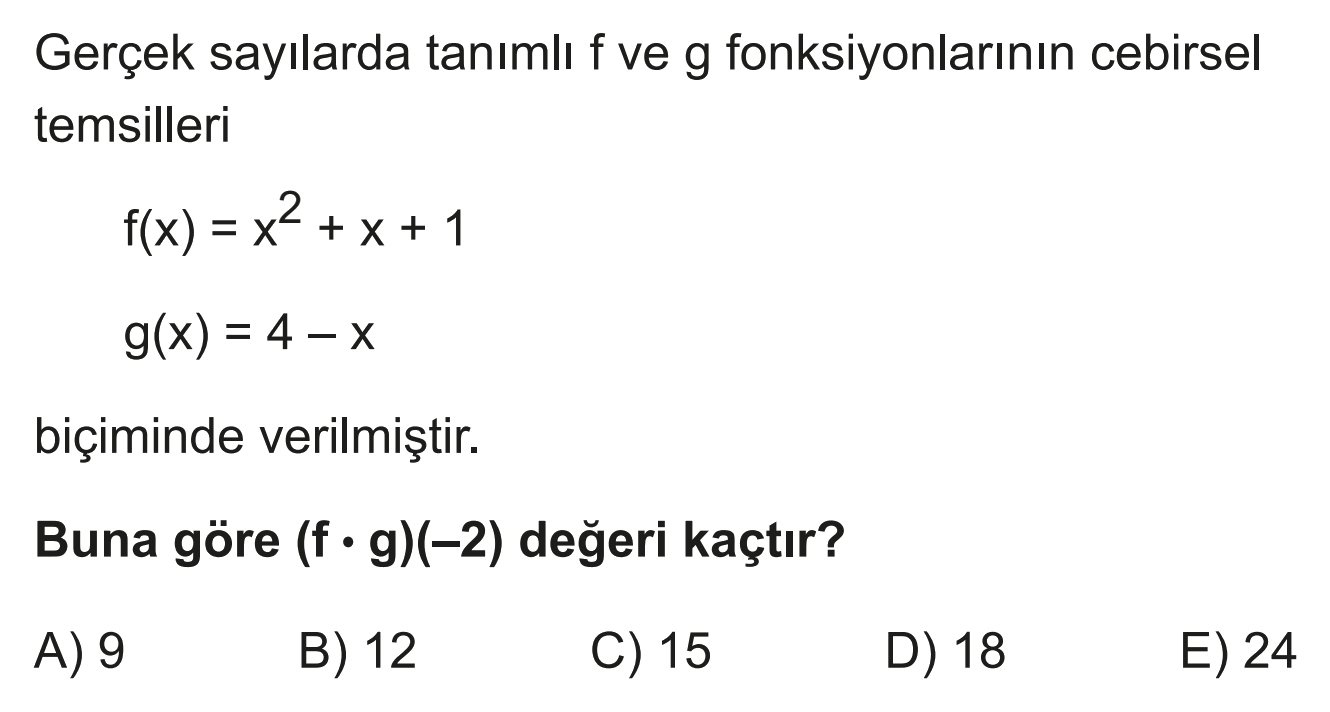 Gerçek sayılarda tanımlı f ve g fonksiyonlarının cebirsel
temsilleri
f(x) = x² + x + 1
g(x) = 4 – x
biçiminde verilmiştir.
Buna göre (f · g)(–2) değeri kaçtır?
A) 9 B) 12 C) 15 D) 18 E) 24